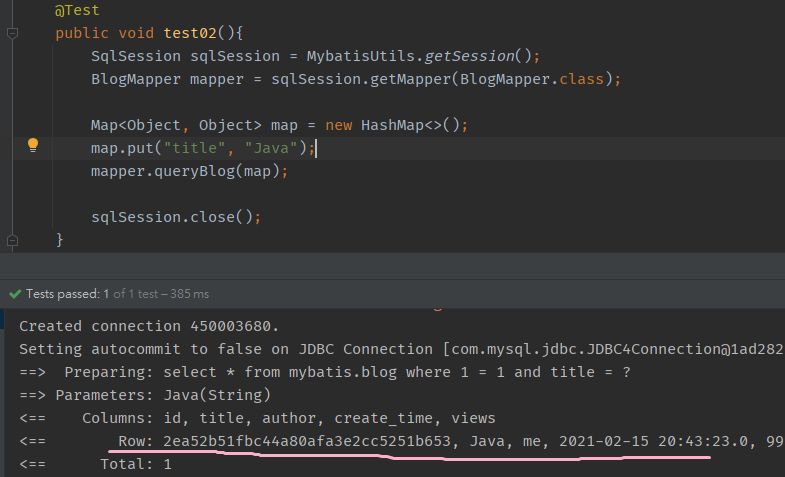 @Test
public void test02(){
SqlSession sqlSession = MybatisUtils.getSession();
BlogMapper mapper = sqlSession.getMapper(BlogMapper.class);
Map<Object, Object> map = new HashMap<>();
map.put("title", "Java");
mapper.queryBlog(map);
sqlSession.close();
}
Tests passed: 1 of 1 test – 385 ms
Created connection 450003680.
Setting autocommit to false on JDBC Connection [com.mysql.jdbc.JDBC4Connection@1ad282
==>  Preparing: select * from mybatis.blog where 1 = 1 and title = ?
==> Parameters: Java(String)
<==    Columns: id, title, author, create_time, views
<==        Row: 2ea52b51fbc44a80afa3e2cc5251b653, Java, me, 2021-02-15 20:43:23.0, 99
<==      Total: 1